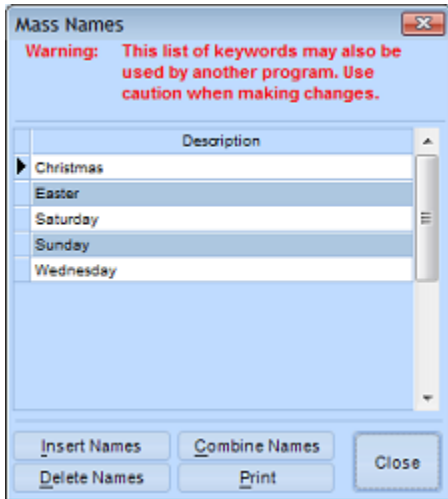 Mass Names
Warning: This list of keywords may also be
used by another program. Use
caution when making changes.
Description
Christmas
Easter
Saturday
Sunday
Wednesday
Insert Names
Combine Names
Close
Delete Names
Print